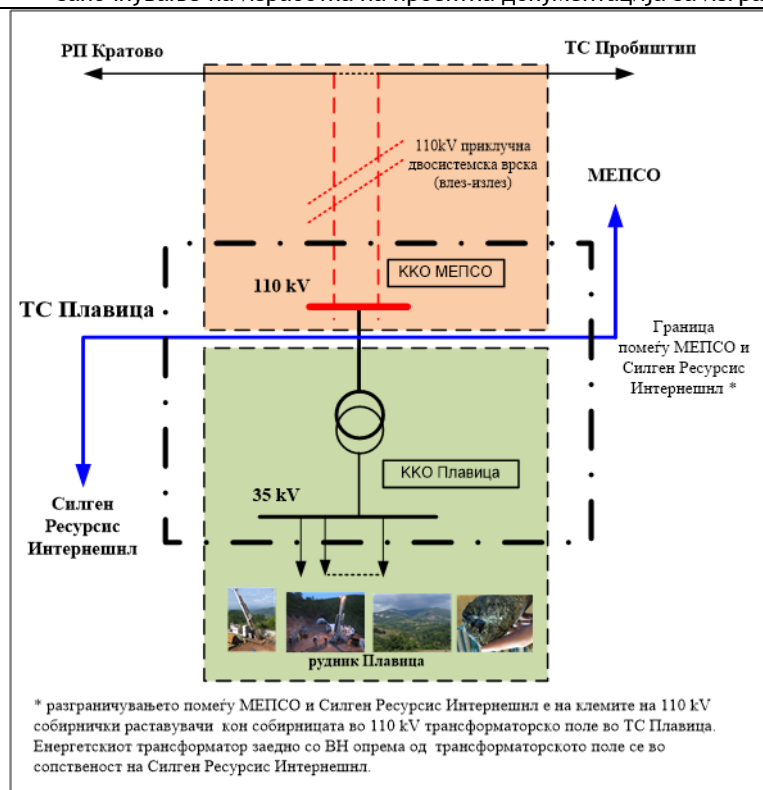 РП Кратово
ТС Пробиштип
110kV приклучна
двосистемска врска
(влез-излез)
МЕПСО
ККО МЕПСО
110 kV
ТС Плавица
Граница
помеѓу МЕПСО и
Силген Ресурсис
Интернешнл *
ККО Плавица
35 kV
Силген
Ресурсис
Интернешнл
рудник Плавица
* разграничувањето помеѓу МЕПСО и Силген Ресурсис Интернешнл е на клемите на 110 kV
собирнички раставувачи кон собирницата во 110 kV трансформаторско поле во ТС Плавица.
Енергетскиот трансформатор заедно со ВН опрема од трансформаторското поле се во
сопственост на Силген Ресурсис Интернешнл.